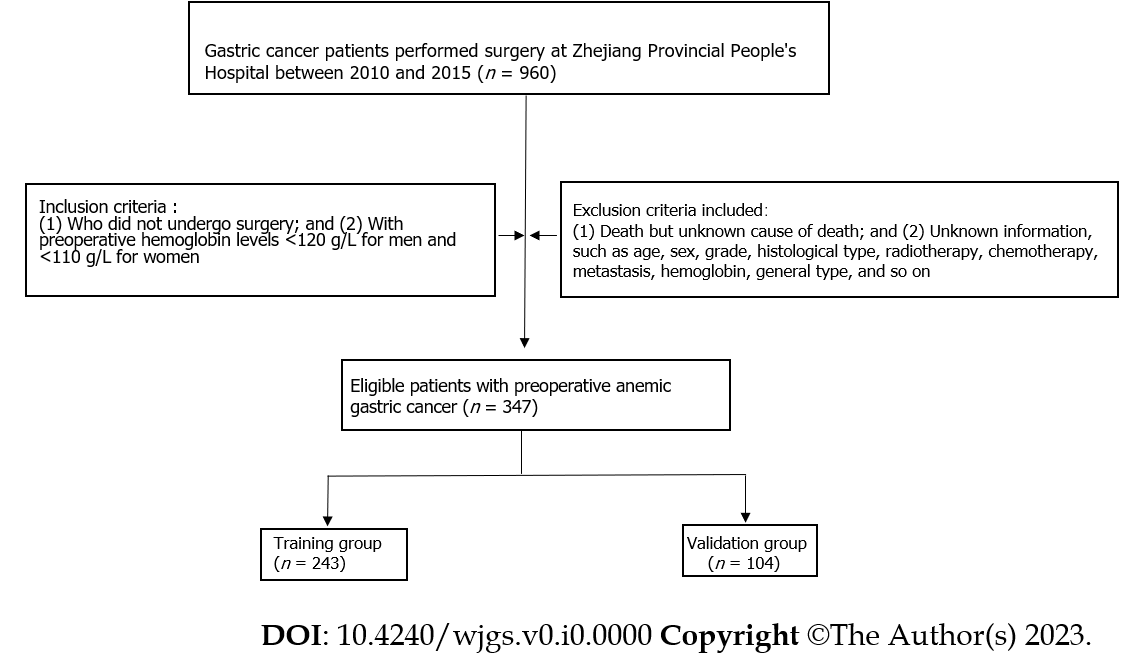 Gastric cancer patients performed surgery at Zhejiang Provincial People's
Hospital between 2010 and 2015 (n = 960)
Inclusion criteria :
(1) Who did not undergo surgery; and (2) With
preoperative hemoglobin levels <120 g/L for men and
<110 g/L for women
Exclusion criteria included:
(1) Death but unknown cause of death; and (2) Unknown information,
such as age, sex, grade, histological type, radiotherapy, chemotherapy,
metastasis, hemoglobin, general type, and so on
Eligible patients with preoperative anemic
gastric cancer (n = 347)
Training group
(n = 243)
Validation group
(n = 104)
DOI: 10.4240/wjgs.v0.i0.0000 Copyright ©The Author(s) 2023.